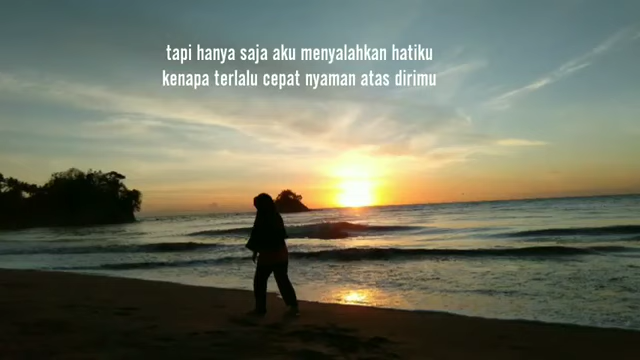 tapi hanya saja aku menyalahkan hatiku
kenapa terlalu cepat nyaman atas dirimu